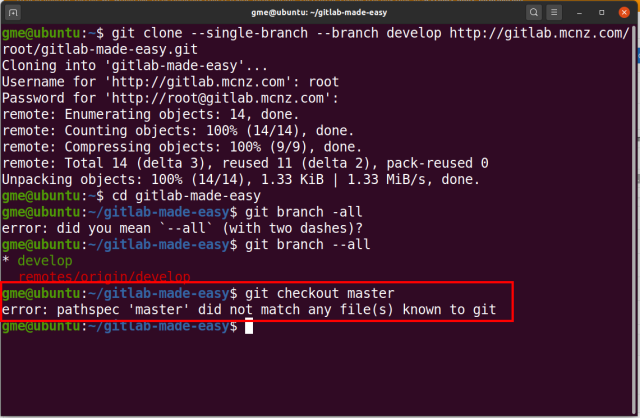 gme@ubuntu: ~/gitlab-made-easy
gme@ubuntu:~$ git clone --single-branch --branch develop http://gitlab.mcnz.com/
root/gitlab-made-easy.git
Cloning into 'gitlab-made-easy'...
Username for 'http://gitlab.mcnz.com': root
Password for 'http://root@gitlab.mcnz.com':
remote: Enumerating objects: 14, done.
remote: Counting objects: 100% (14/14), done.
remote: Compressing objects: 100% (9/9), done.
remote: Total 14 (delta 3), reused 11 (delta 2), pack-reused 0
Unpacking objects: 100% (14/14), 1.33 KiB | 1.33 MiB/s, done.
gme@ubuntu:~$ cd gitlab-made-easy
gme@ubuntu:~/gitlab-made-easy$ git branch -all
error: did you mean `--all` (with two dashes)?
gme@ubuntu:~/gitlab-made-easy$ git branch --all
* develop
remotes/origin/develop
gme@ubuntu:~/gitlab-made-easy$ git checkout master
error: pathspec 'master' did not match any file(s) known to git
gme@ubuntu:~/gitlab-made-easy$